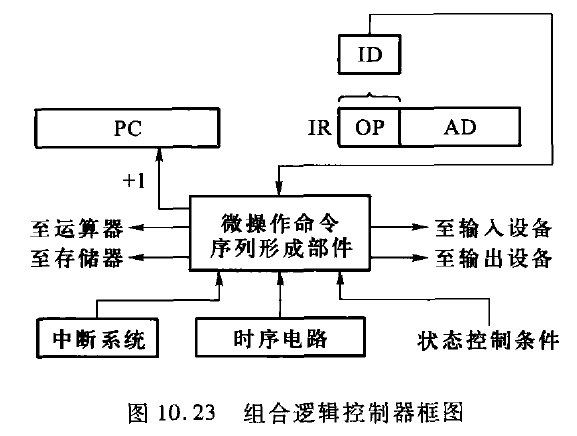 ID
PC
IR OP AD
+1
微操作命令
序列形成部件
至运算器
至存储器
至输入设备
至输出设备
中断系统
时序电路
状态控制条件
图 10.23 组合逻辑控制器框图